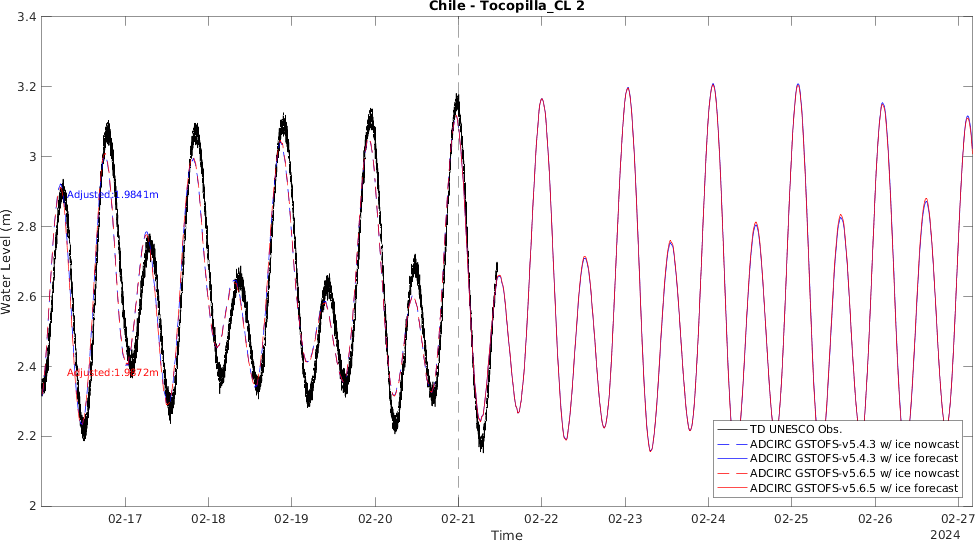 Chile - Tocopilla_CL 2
3.4
3.2
3
2.8
2.6
2.4
2.2
2
Water Level (m)
Adjusted:1.9841m
TD UNESCO Obs.
ADCIRC GSTOFS-v5.4.3 w/ ice nowcast
ADCIRC GSTOFS-v5.4.3 w/ ice forecast
ADCIRC GSTOFS-v5.6.5 w/ ice nowcast
ADCIRC GSTOFS-v5.6.5 w/ ice forecast
02-17
02-18
02-19
02-20
02-21
02-22
02-23
02-24
02-25
02-26
02-27
Time
2024